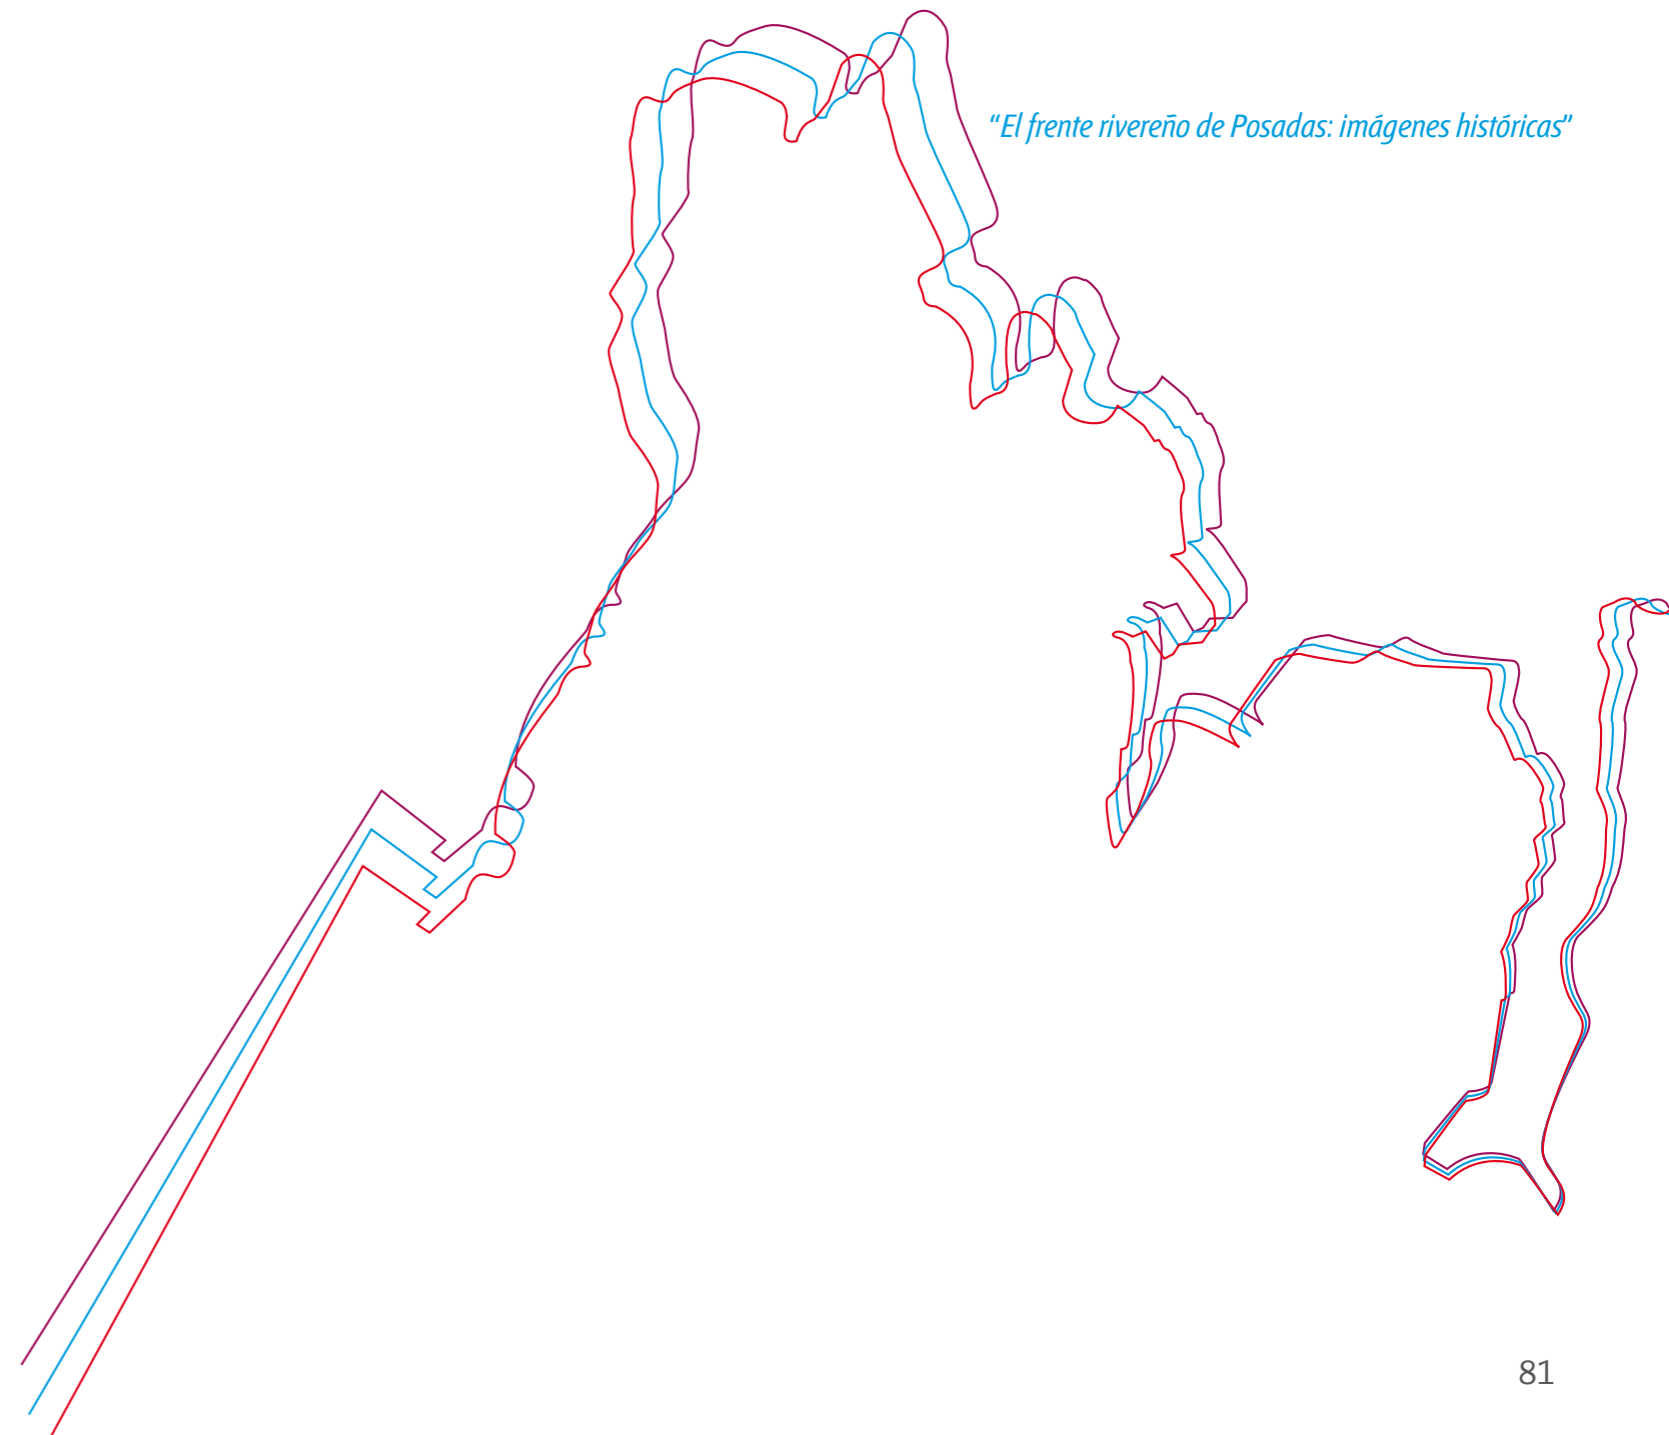 “El frente rivereño de Posadas: imágenes históricas”
81